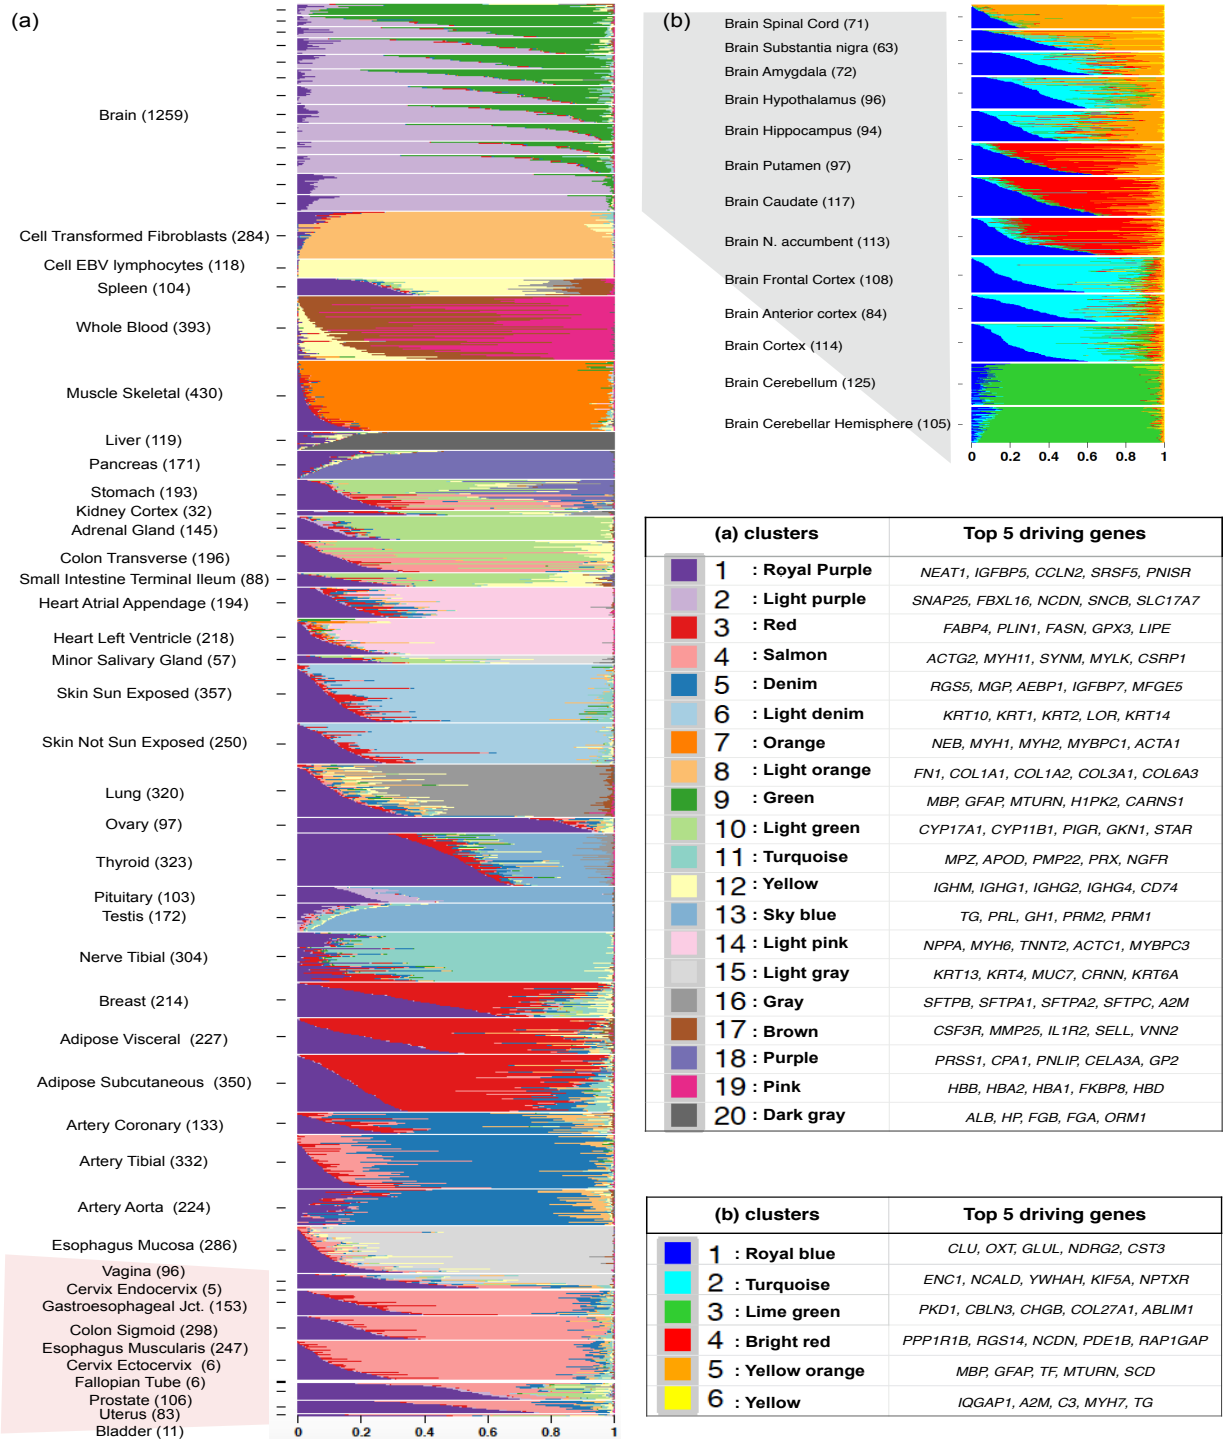 (a)
Brain (1259)
Cell Transformed Fibroblasts (284)
Cell EBV lymphocytes (118)
Spleen (104)
Whole Blood (393)
Muscle Skeletal (430)
Liver (119)
Pancreas (171)
Stomach (193)
Kidney Cortex (32)
Adrenal Gland (145)
Colon Transverse (196)
Small Intestine Terminal Ileum (88)
Heart Atrial Appendage (194)
Heart Left Ventricle (218)
Minor Salivary Gland (57)
Skin Sun Exposed (357)
Skin Not Sun Exposed (250)
Lung (320)
Ovary (97)
Thyroid (323)
Pituitary (103)
Testis (172)
Nerve Tibial (304)
Breast (214)
Adipose Visceral (227)
Adipose Subcutaneous (350)
Artery Coronary (133)
Artery Tibial (332)
Artery Aorta (224)
Esophagus Mucosa (286)
Vagina (96)
Cervix Endocervix (5)
Gastroesophageal Jct. (153)
Colon Sigmoid (298)
Esophagus Muscularis (247)
Cervix Ectocervix (6)
Fallopian Tube (6)
Prostate (106)
Uterus (83)
Bladder (11)
0 0.2 0.4 0.6 0.8 1
(b)
Brain Spinal Cord (71)
Brain Substantia nigra (63)
Brain Amygdala (72)
Brain Hypothalamus (96)
Brain Hippocampus (94)
Brain Putamen (97)
Brain Caudate (117)
Brain N. accumbent (113)
Brain Frontal Cortex (108)
Brain Anterior cortex (84)
Brain Cortex (114)
Brain Cerebellum (125)
Brain Cerebellar Hemisphere (105)
0 0.2 0.4 0.6 0.8 1
(a) clusters Top 5 driving genes
1 : Royal Purple NEAT1, IGFBP5, CCLN2, SRSF5, PNISR
2 : Light purple SNAP25, FBXL16, NCDN, SNCB, SLC17A7
3 : Red FABP4, PLIN1, FASN, GPX3, LIPE
4 : Salmon ACTG2, MYH11, SYNM, MYLK, CSRP1
5 : Denim RGS5, MGP, AEBP1, IGFBP7, MFGE5
6 : Light denim KRT10, KRT1, KRT2, LOR, KRT14
7 : Orange NEB, MYH1, MYH2, MYBPC1, ACTA1
8 : Light orange FN1, COL1A1, COL1A2, COL3A1, COL6A3
9 : Green MBP, GFAP, MTURN, H1PK2, CARNS1
10 : Light green CYP17A1, CYP11B1, PIGR, GKN1, STAR
11 : Turquoise MPZ, APOD, PMP22, PRX, NGFR
12 : Yellow IGHM, IGHG1, IGHG2, IGHG4, CD74
13 : Sky blue TG, PRL, GH1, PRM2, PRM1
14 : Light pink NPPA, MYH6, TNNT2, ACTC1, MYBPC3
15 : Light gray KRT13, KRT4, MUC7, CRNN, KRT6A
16 : Gray SFTPB, SFTPA1, SFTPA2, SFTPC, A2M
17 : Brown CSF3R, MMP25, IL1R2, SELL, VNN2
18 : Purple PRSS1, CPA1, PNLIP, CELA3A, GP2
19 : Pink HBB, HBA2, HBA1, FKBP8, HBD
20 : Dark gray ALB, HP, FGB, FGA, ORM1
(b) clusters Top 5 driving genes
1 : Royal blue CLU, OXT, GLUL, NDRG2, CST3
2 : Turquoise ENC1, NCALD, YWHAH, KIF5A, NPTXR
3 : Lime green PKD1, CBLN3, CHGB, COL27A1, ABLIM1
4 : Bright red PPP1R1B, RGS14, NCDN, PDE1B, RAP1GAP
5 : Yellow orange MBP, GFAP, TF, MTURN, SCD
6 : Yellow IQGAP1, A2M, C3, MYH7, TG